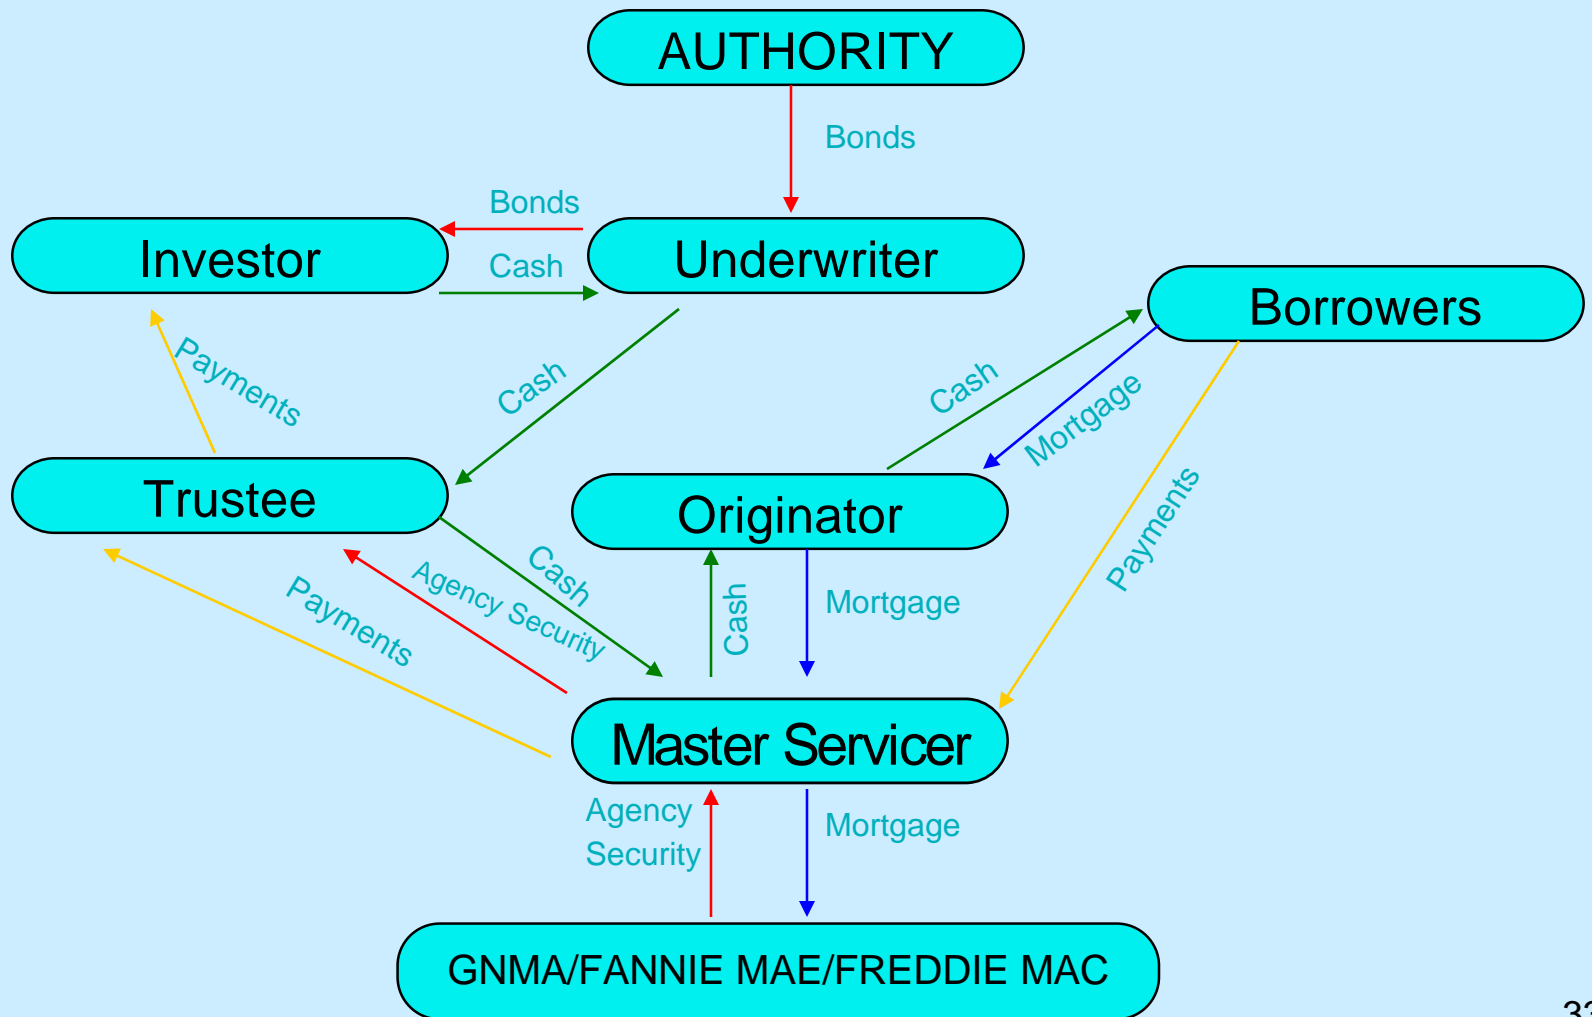 AUTHORITY
Bonds
Bonds
Investor
Cash
Underwriter
Borrowers
Payments
Cash
Cash
Mortgage
Trustee
Originator
Payments
Payments
Agency Security
Cash
Cash
Mortgage
Master Servicer
Agency
Security
Mortgage
GNMA/FANNIE MAE/FREDDIE MAC